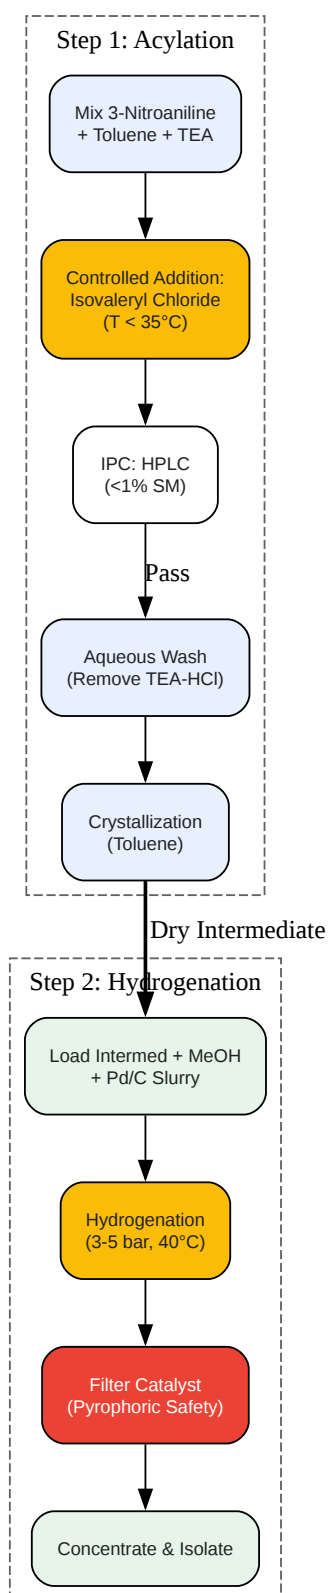 Step 1: Acylation
Mix 3-Nitroaniline
+ Toluene + TEA
Controlled Addition:
Isovaleryl Chloride
(T < 35°C)
IPC: HPLC
(<1% SM)
Pass
Aqueous Wash
(Remove TEA-HCl)
Crystallization
(Toluene)
Dry Intermediate
Step 2: Hydrogenation
Load Intermed + MeOH
+ Pd/C Slurry
Hydrogenation
(3-5 bar, 40°C)
Filter Catalyst
(Pyrophoric Safety)
Concentrate & Isolate